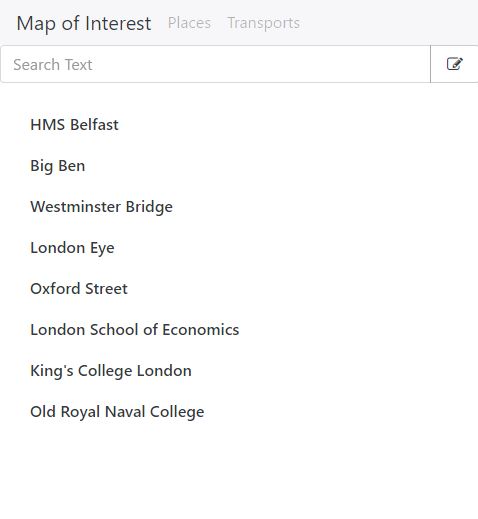 Map of Interest Places Transports
Search Text
HMS Belfast
Big Ben
Westminster Bridge
London Eye
Oxford Street
London School of Economics
King's College London
Old Royal Naval College